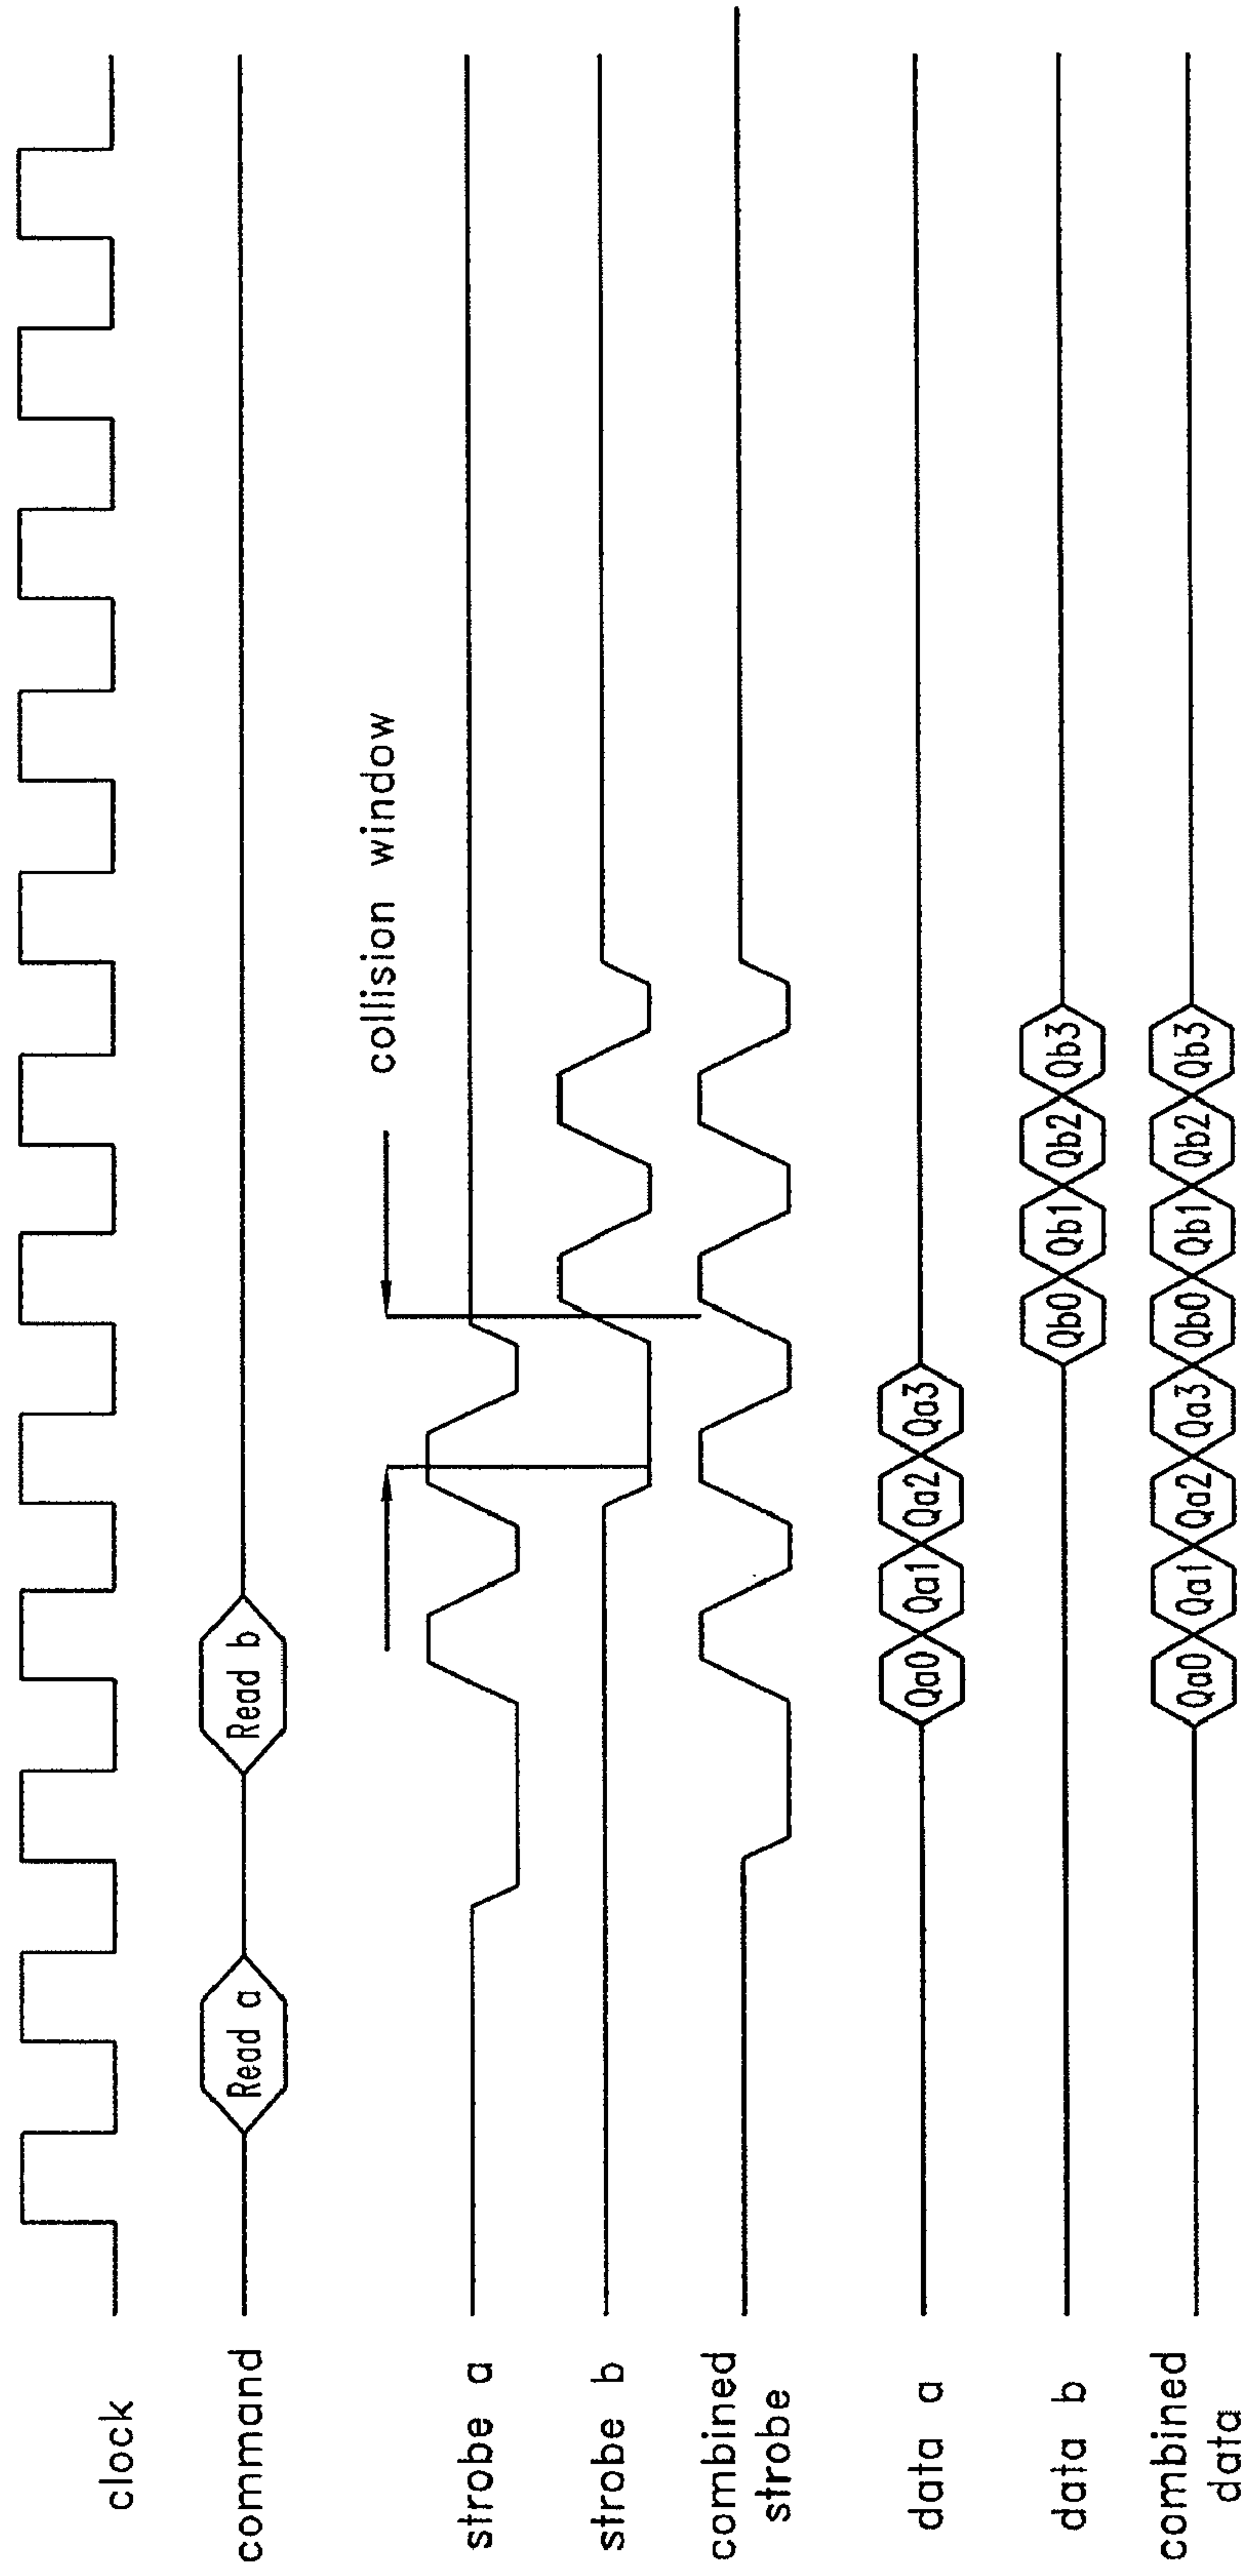 clock
command
Read a
Read b
collision window
strobe a
strobe b
combined
strobe
data a
Qa0
Qa1
Qa2
Qa3
data b
Qb0
Qb1
Qb2
Qb3
combined
data
Qa0
Qa1
Qa2
Qa3
Qb0
Qb1
Qb2
Qb3